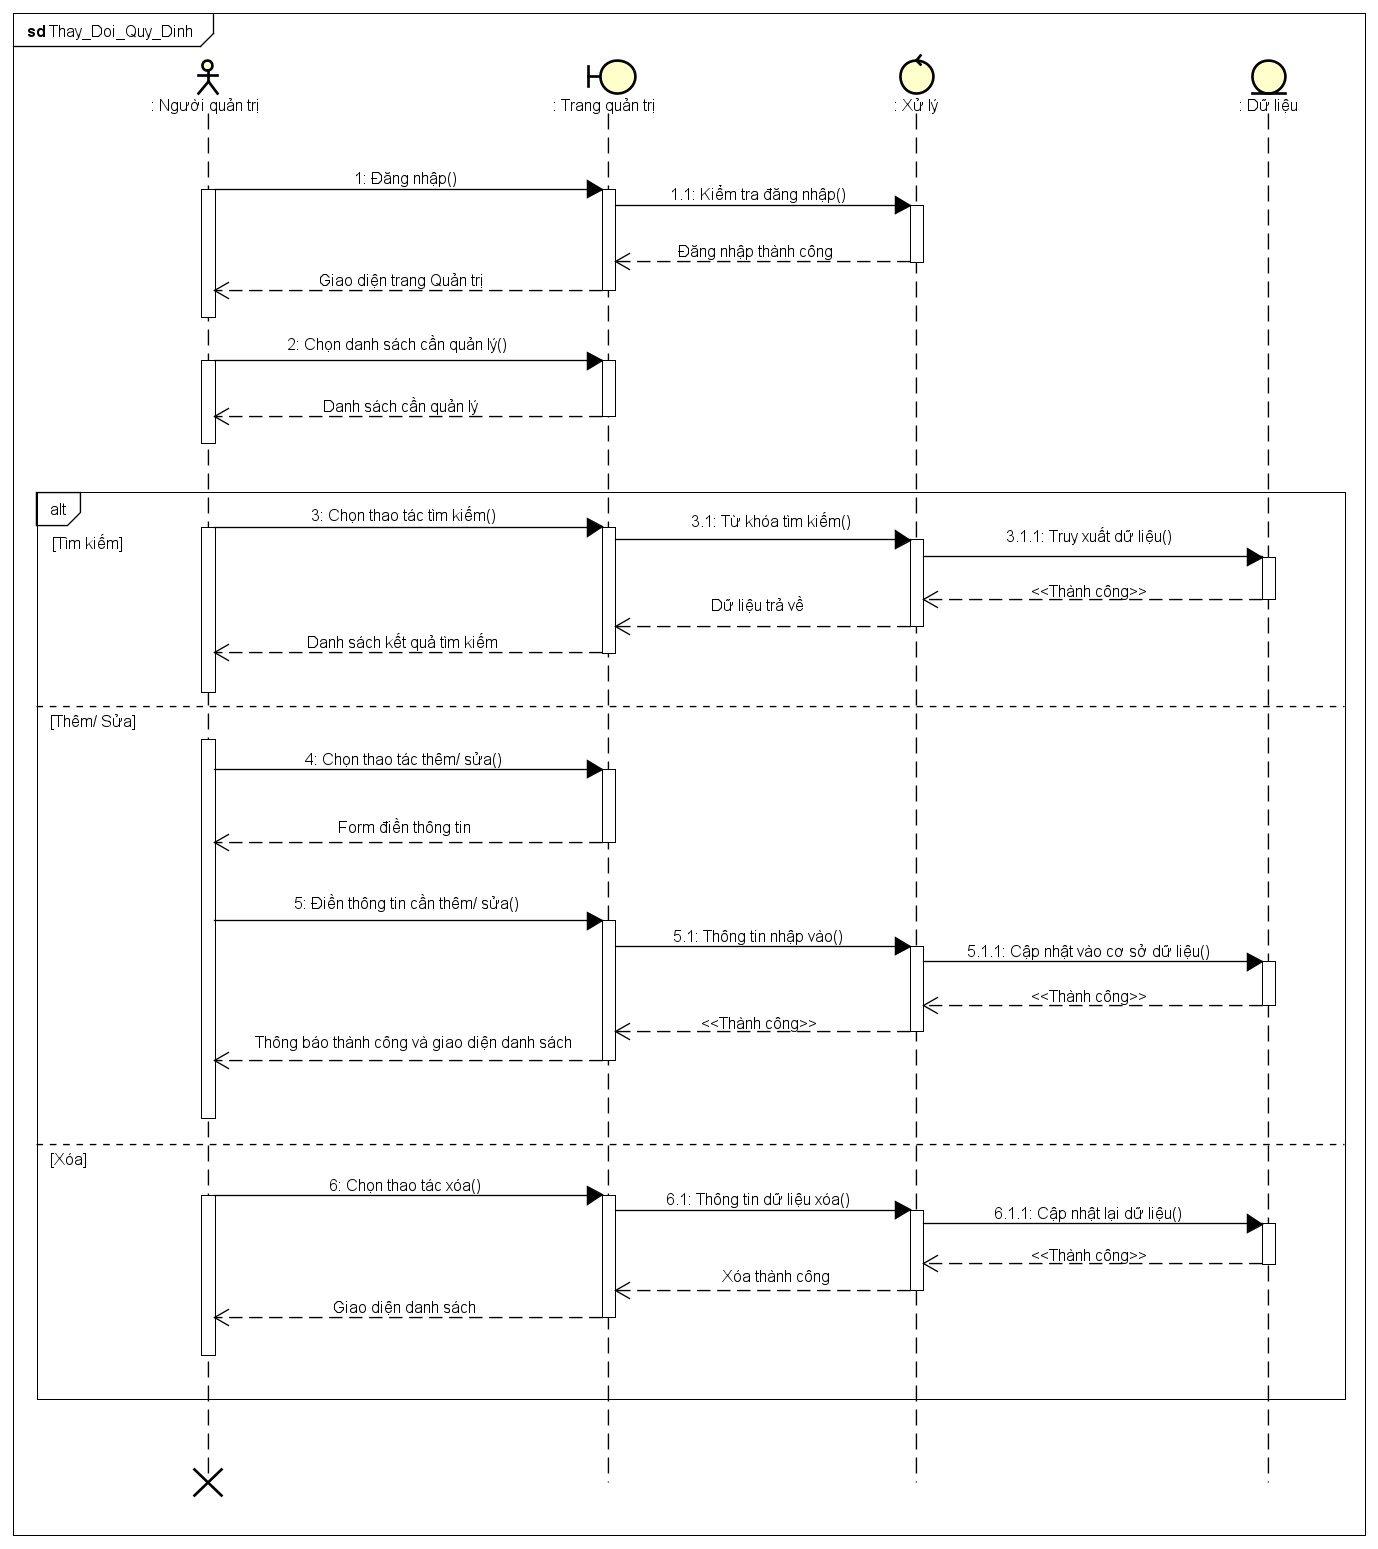 sd Thay_Doi_Quy_Dinh
: Người quản trị
: Trang quản trị
: Xử lý
: Dữ liệu
1: Đăng nhập()
1.1: Kiểm tra đăng nhập()
Đăng nhập thành công
Giao diện trang Quản trị
2: Chọn danh sách cần quản lý()
Danh sách cần quản lý
alt
[Tìm kiếm]
3: Chọn thao tác tìm kiếm()
3.1: Từ khóa tìm kiếm()
3.1.1: Truy xuất dữ liệu()
<<Thành công>>
Dữ liệu trả về
Danh sách kết quả tìm kiếm
[Thêm/ Sửa]
4: Chọn thao tác thêm/ sửa()
Form điền thông tin
5: Điền thông tin cần thêm/ sửa()
5.1: Thông tin nhập vào()
5.1.1: Cập nhật vào cơ sở dữ liệu()
<<Thành công>>
<<Thành công>>
Thông báo thành công và giao diện danh sách
[Xóa]
6: Chọn thao tác xóa()
6.1: Thông tin dữ liệu xóa()
6.1.1: Cập nhật lại dữ liệu()
<<Thành công>>
Xóa thành công
Giao diện danh sách